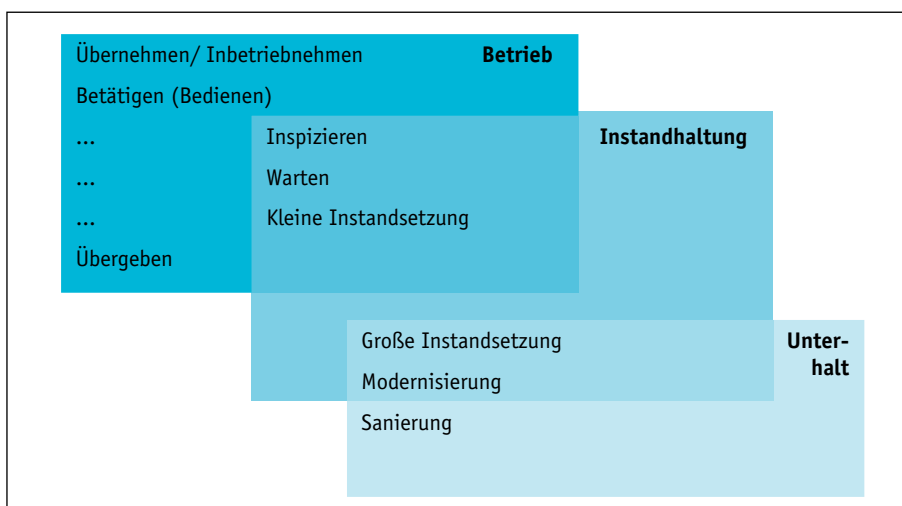 Übernehmen/ Inbetriebnehmen Betrieb
Betätigen (Bedienen)
... Inspizieren Instandhaltung
... Warten
... Kleine Instandsetzung
Übergeben
Große Instandsetzung Unter-
halt
Modernisierung
Sanierung